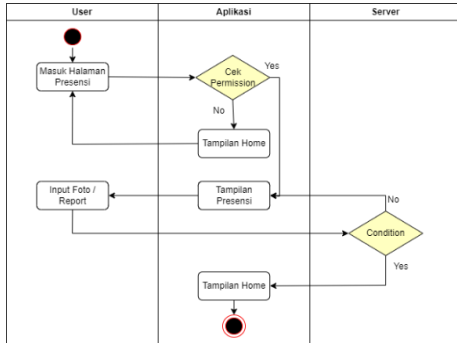 User
Aplikasi
Server
Masuk Halaman
Presensi
Cek
Permission
Yes
No
Tampilan Home
Input Foto /
Report
Tampilan
Presensi
No
Condition
Yes
Tampilan Home